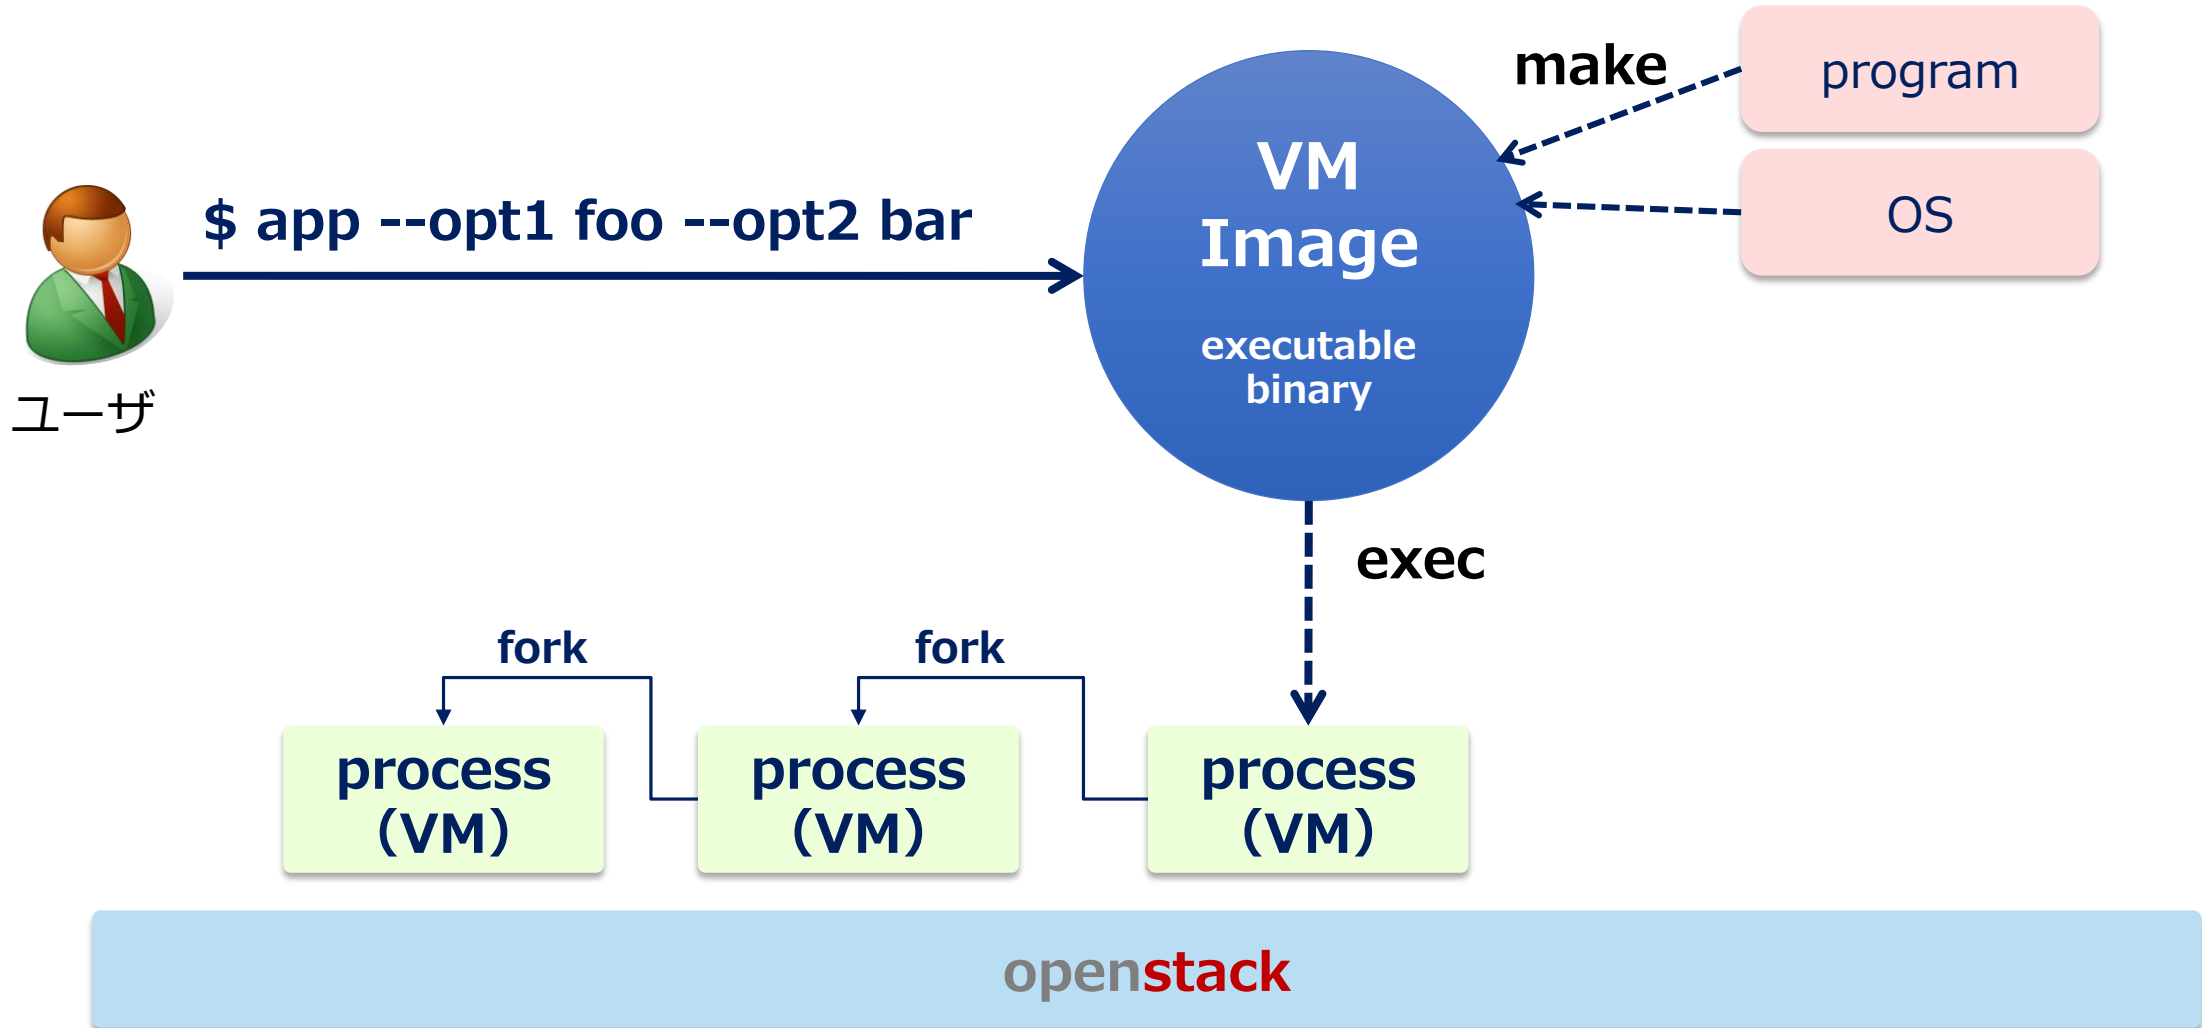 make
program
OS
$ app --opt1 foo --opt2 bar
VM
Image
executable
binary
ユーザ
exec
fork
fork
process
(VM)
process
(VM)
process
(VM)
openstack